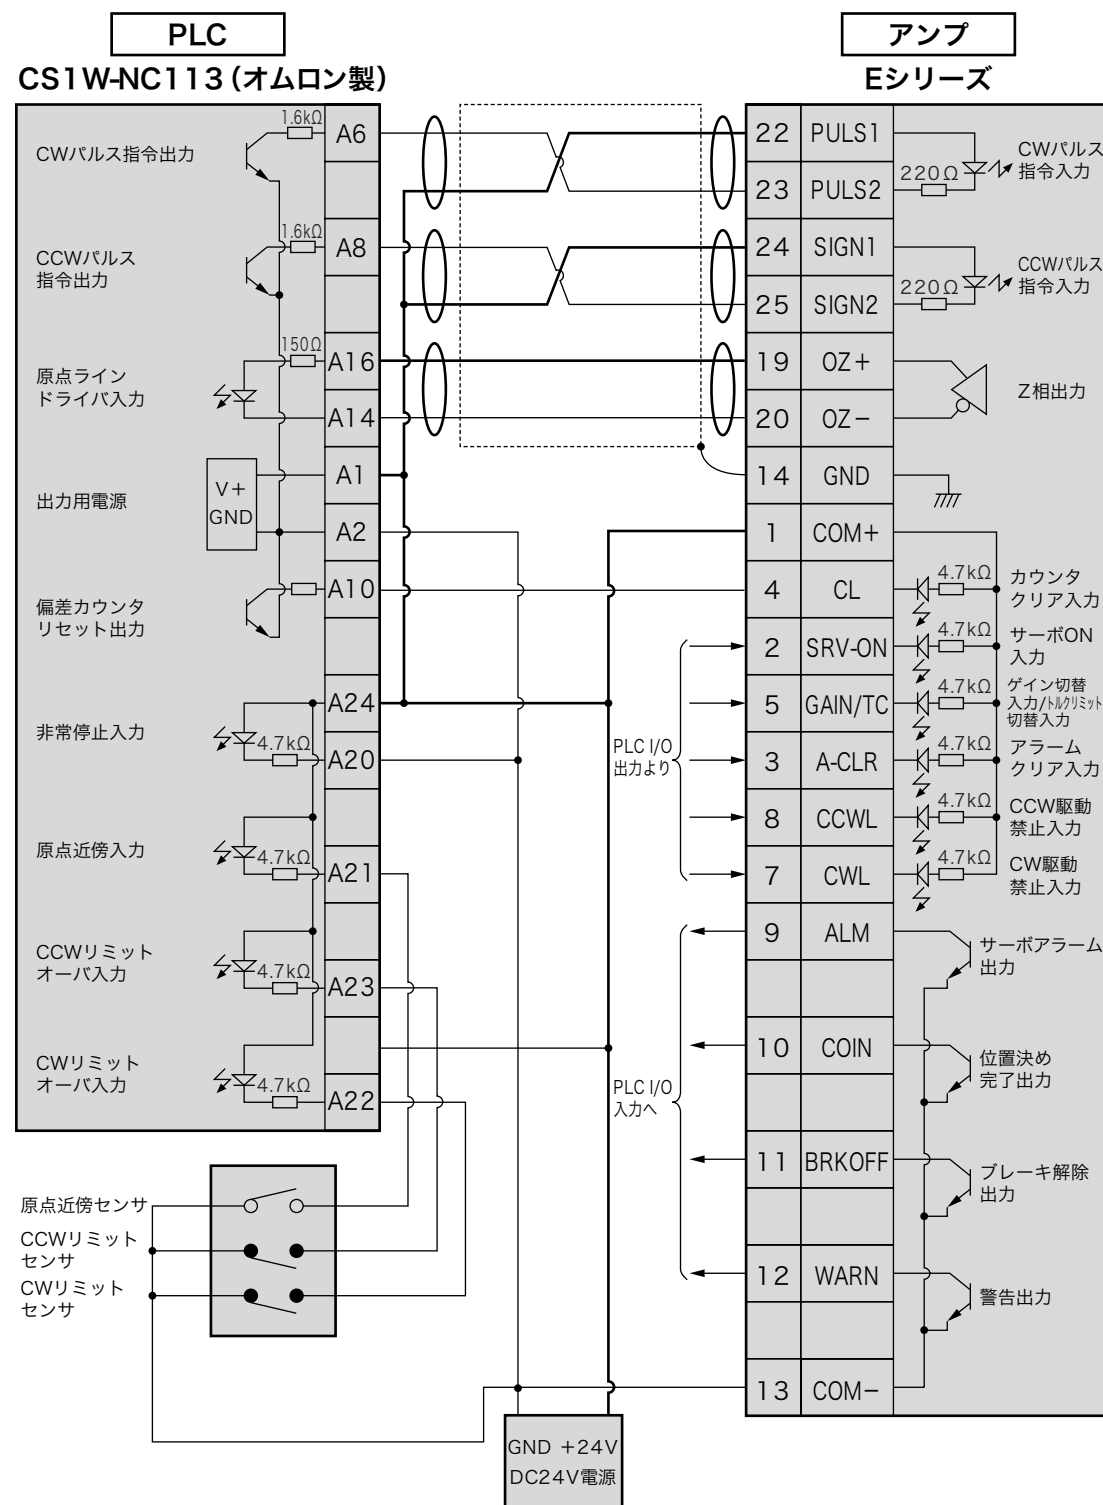 PLC
CS1W-NC113（オムロン製）
アンプ
Eシリーズ
CWパルス指令出力
1.6kΩ
A6
CCWパルス
指令出力
1.6kΩ
A8
原点ライン
ドライバ入力
150Ω
A16
A14
出力用電源
V+
GND
A1
A2
偏差カウンタ
リセット出力
A10
非常停止入力
A24
4.7kΩ
A20
原点近傍入力
4.7kΩ
A21
CCWリミット
オーバ入力
4.7kΩ
A23
CWリミット
オーバ入力
4.7kΩ
A22
原点近傍センサ
CCWリミット
センサ
CWリミット
センサ
GND +24V
DC24V電源
PLC I/O
出力より
PLC I/O
入力へ
22 PULS1
23 PULS2
220Ω
CWパルス
指令入力
24 SIGN1
25 SIGN2
220Ω
CCWパルス
指令入力
19 OZ+
20 OZ−
Z相出力
14 GND
1 COM+
4 CL
4.7kΩ
カウンタ
クリア入力
2 SRV-ON
4.7kΩ
サーボON
入力
5 GAIN/TC
4.7kΩ
ゲイン切替
入力/トルクリミット
切替入力
3 A-CLR
4.7kΩ
アラーム
クリア入力
8 CCWL
4.7kΩ
CCW駆動
禁止入力
7 CWL
4.7kΩ
CW駆動
禁止入力
9 ALM
サーボアラーム
出力
10 COIN
位置決め
完了出力
11 BRKOFF
ブレーキ解除
出力
12 WARN
警告出力
13 COM−